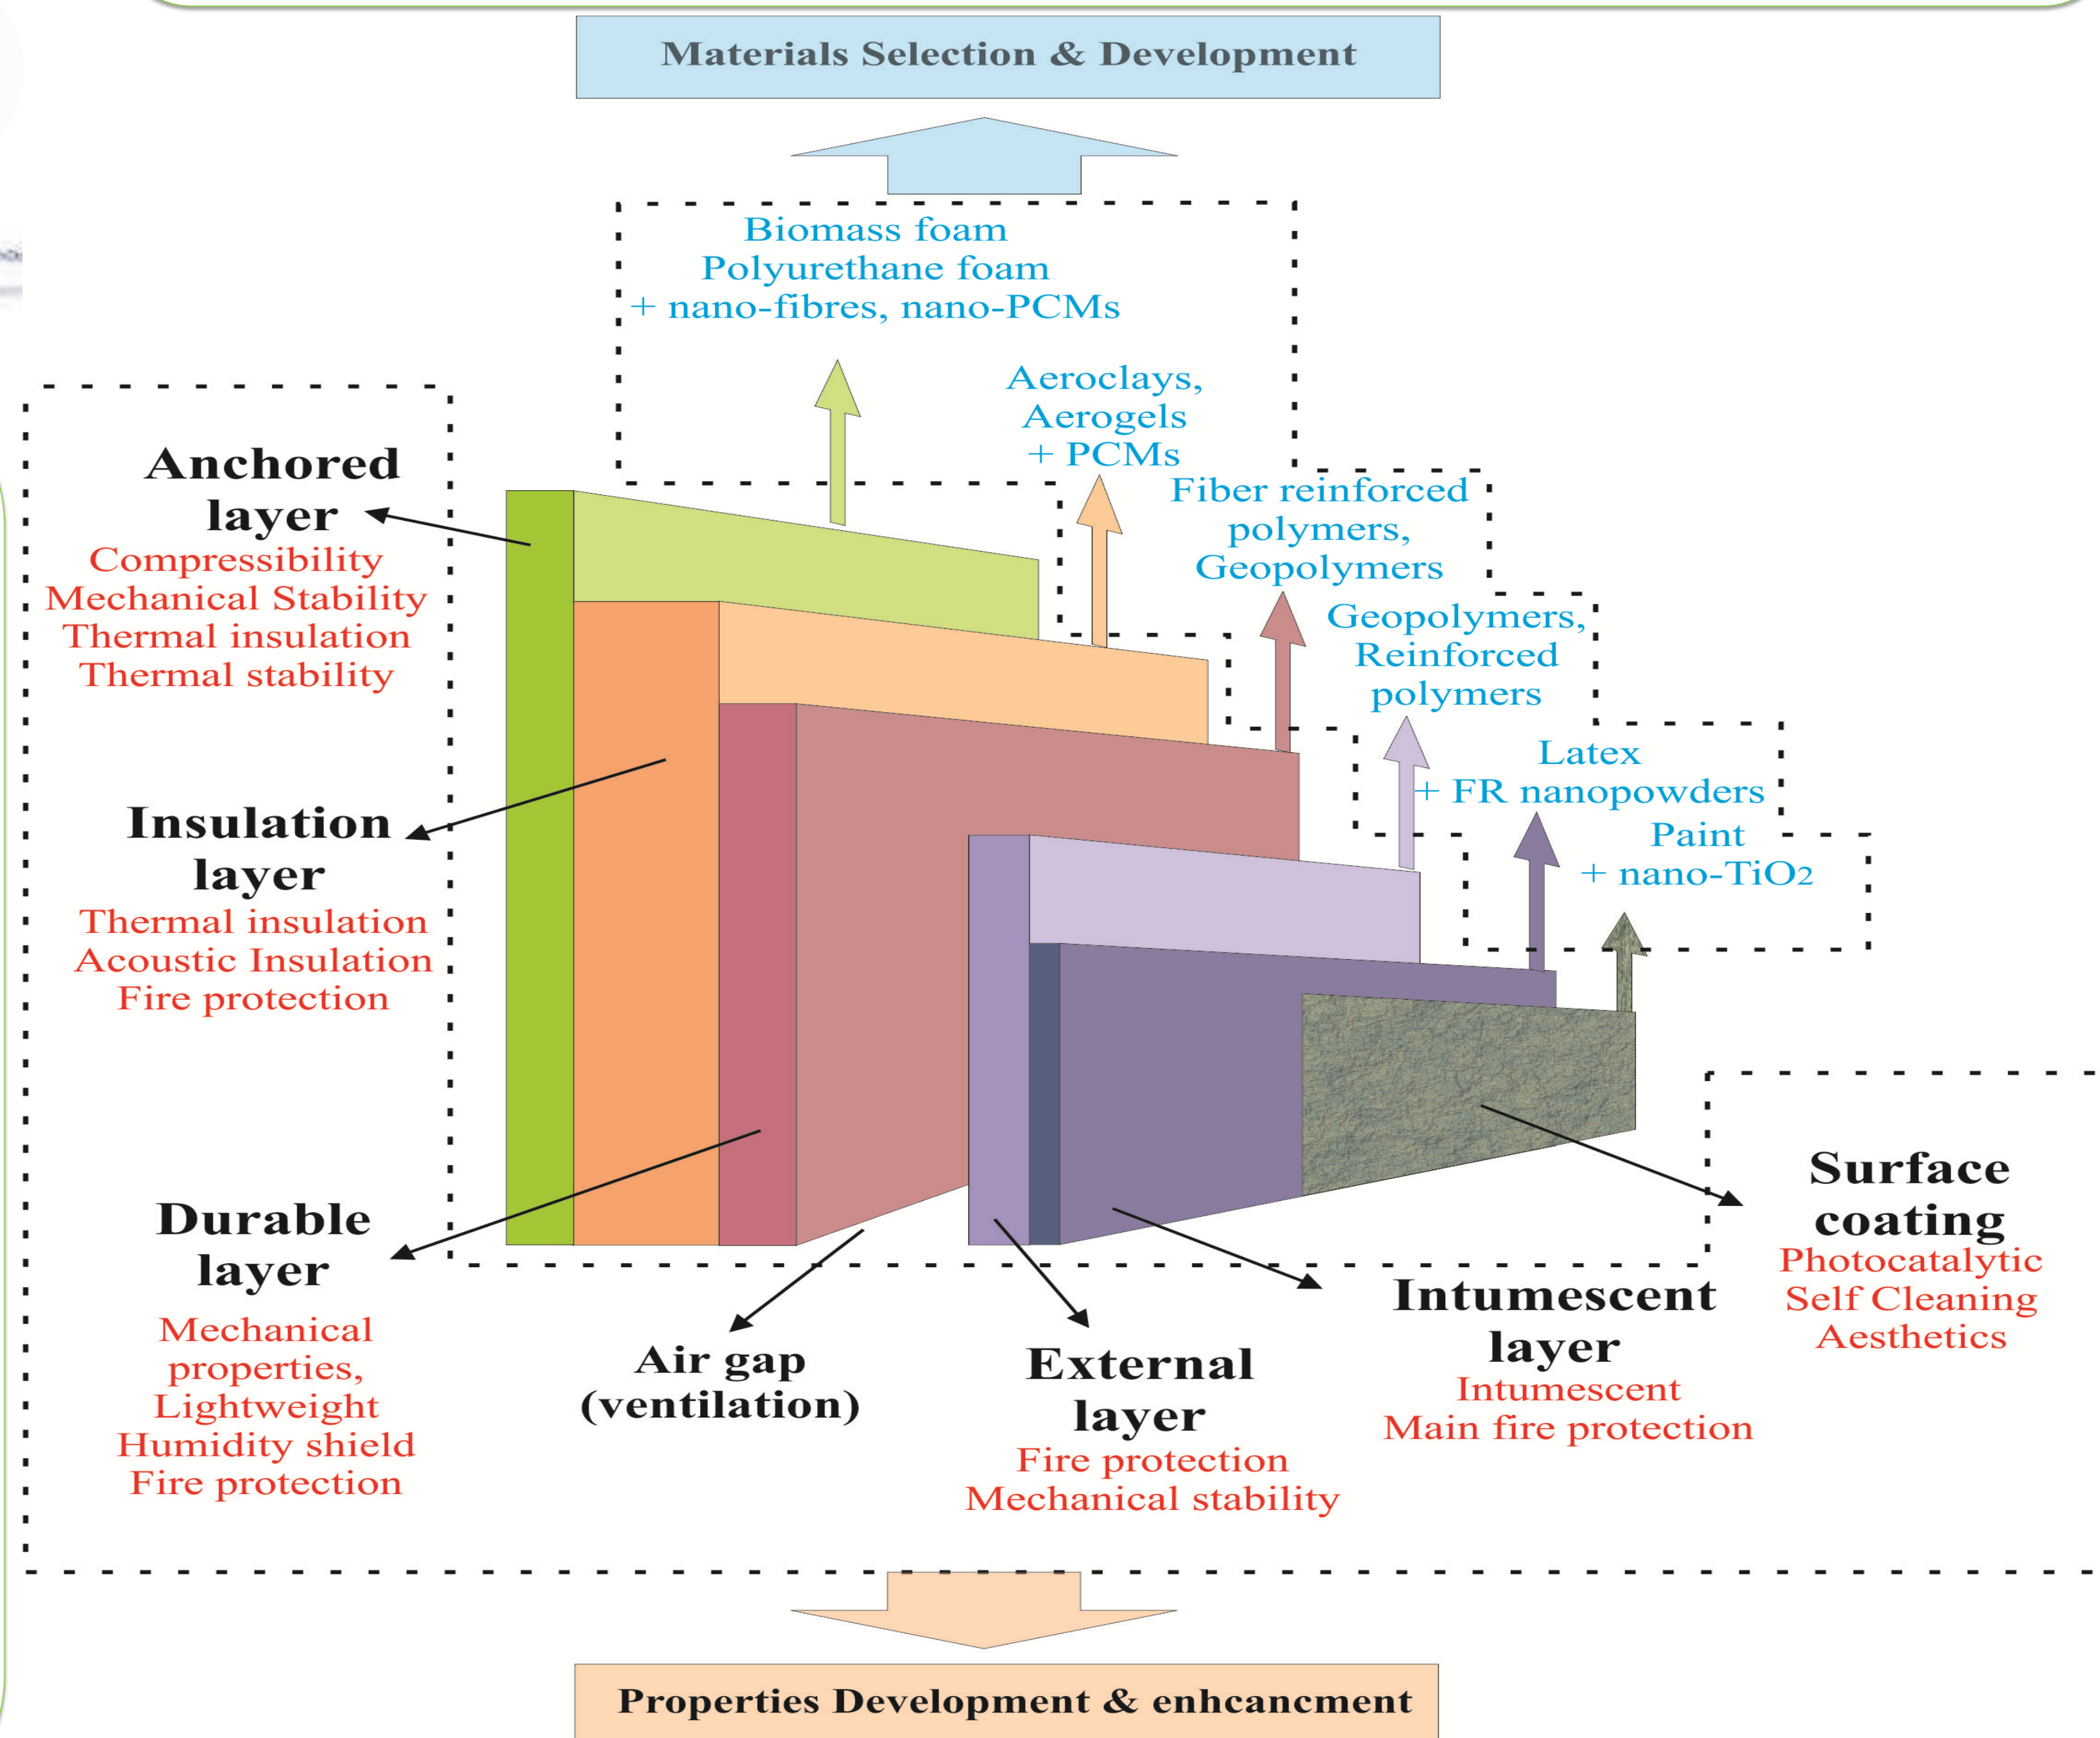 Materials Selection & Development
Biomass foam
Polyurethane foam
+ nano-fibres, nano-PCMs
Aeroclays,
Aerogels
+ PCMs
Fiber reinforced
polymers,
Geopolymers
Geopolymers,
Reinforced
polymers
Latex
+ FR nanopowders
Paint
+ nano-TiO2
Anchored
layer
Compressibility
Mechanical Stability
Thermal insulation
Thermal stability
Insulation
layer
Thermal insulation
Acoustic Insulation
Fire protection
Durable
layer
Mechanical
properties,
Lightweight
Humidity shield
Fire protection
Air gap
(ventilation)
External
layer
Fire protection
Mechanical stability
Intumescent
layer
Intumescent
Main fire protection
Surface
coating
Photocatalytic
Self Cleaning
Aesthetics
Properties Development & enhcancment